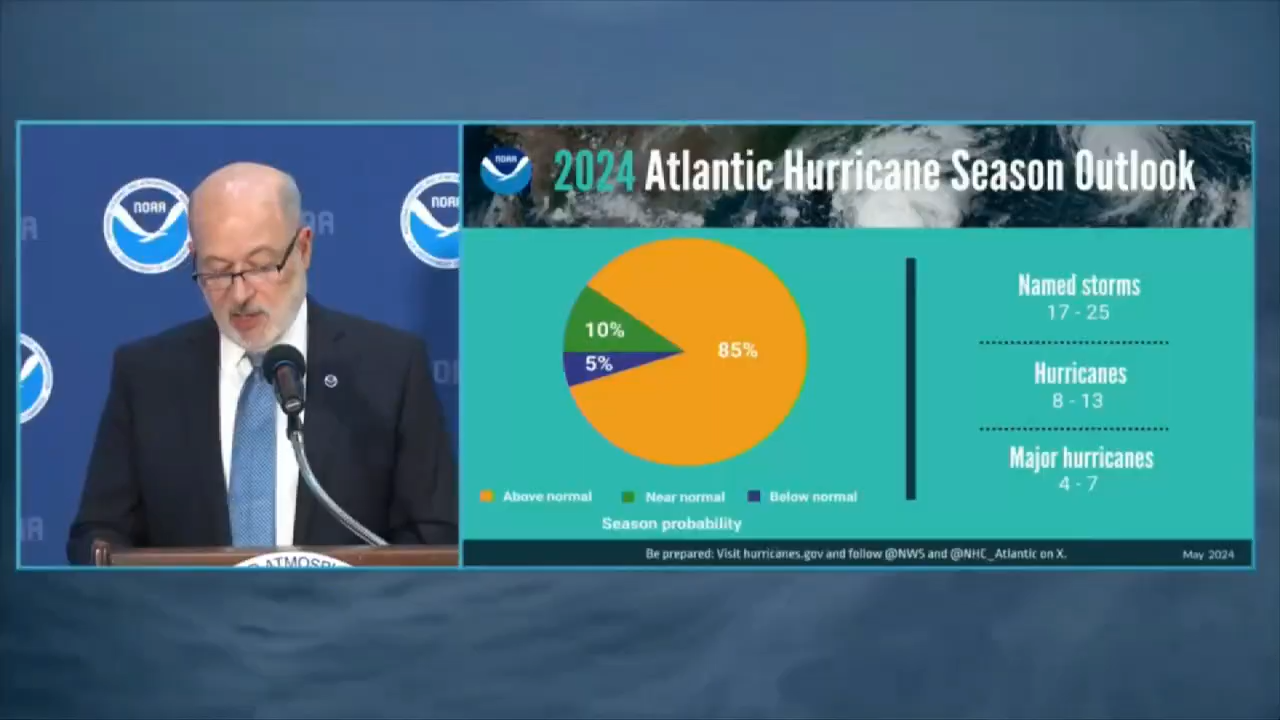 NOAA
NOAA
2024 Atlantic Hurricane Season Outlook
NOAA
10%
85%
5%
Above normal
Near normal
Below normal
Season probability
Named storms
17 - 25
Hurricanes
8 - 13
Major hurricanes
4 - 7
Be prepared: Visit hurricanes.gov and follow @NWS and @NHC_Atlantic on X.
May 2024